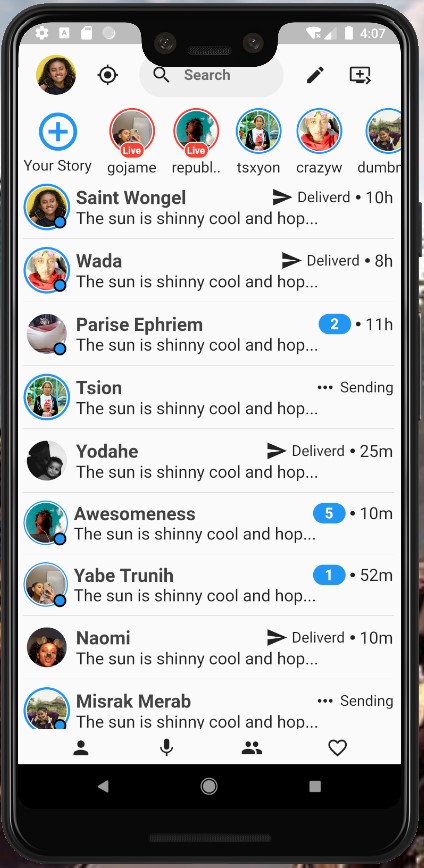 4:07
Search
Live
Live
Your Story
gojame
republ..
tsxyon
crazyw
dumbn
Saint Wongel
Deliverd • 10h
The sun is shinny cool and hop...
Wada
Deliverd • 8h
The sun is shinny cool and hop...
Parise Ephriem
2 • 11h
The sun is shinny cool and hop...
Tsion
Sending
The sun is shinny cool and hop...
Yodahe
Deliverd • 25m
The sun is shinny cool and hop...
Awesomeness
5 • 10m
The sun is shinny cool and hop...
Yabe Trunih
1 • 52m
The sun is shinny cool and hop...
Naomi
Deliverd • 10m
The sun is shinny cool and hop...
Misrak Merab
Sending
The sun is shinny cool and hop...